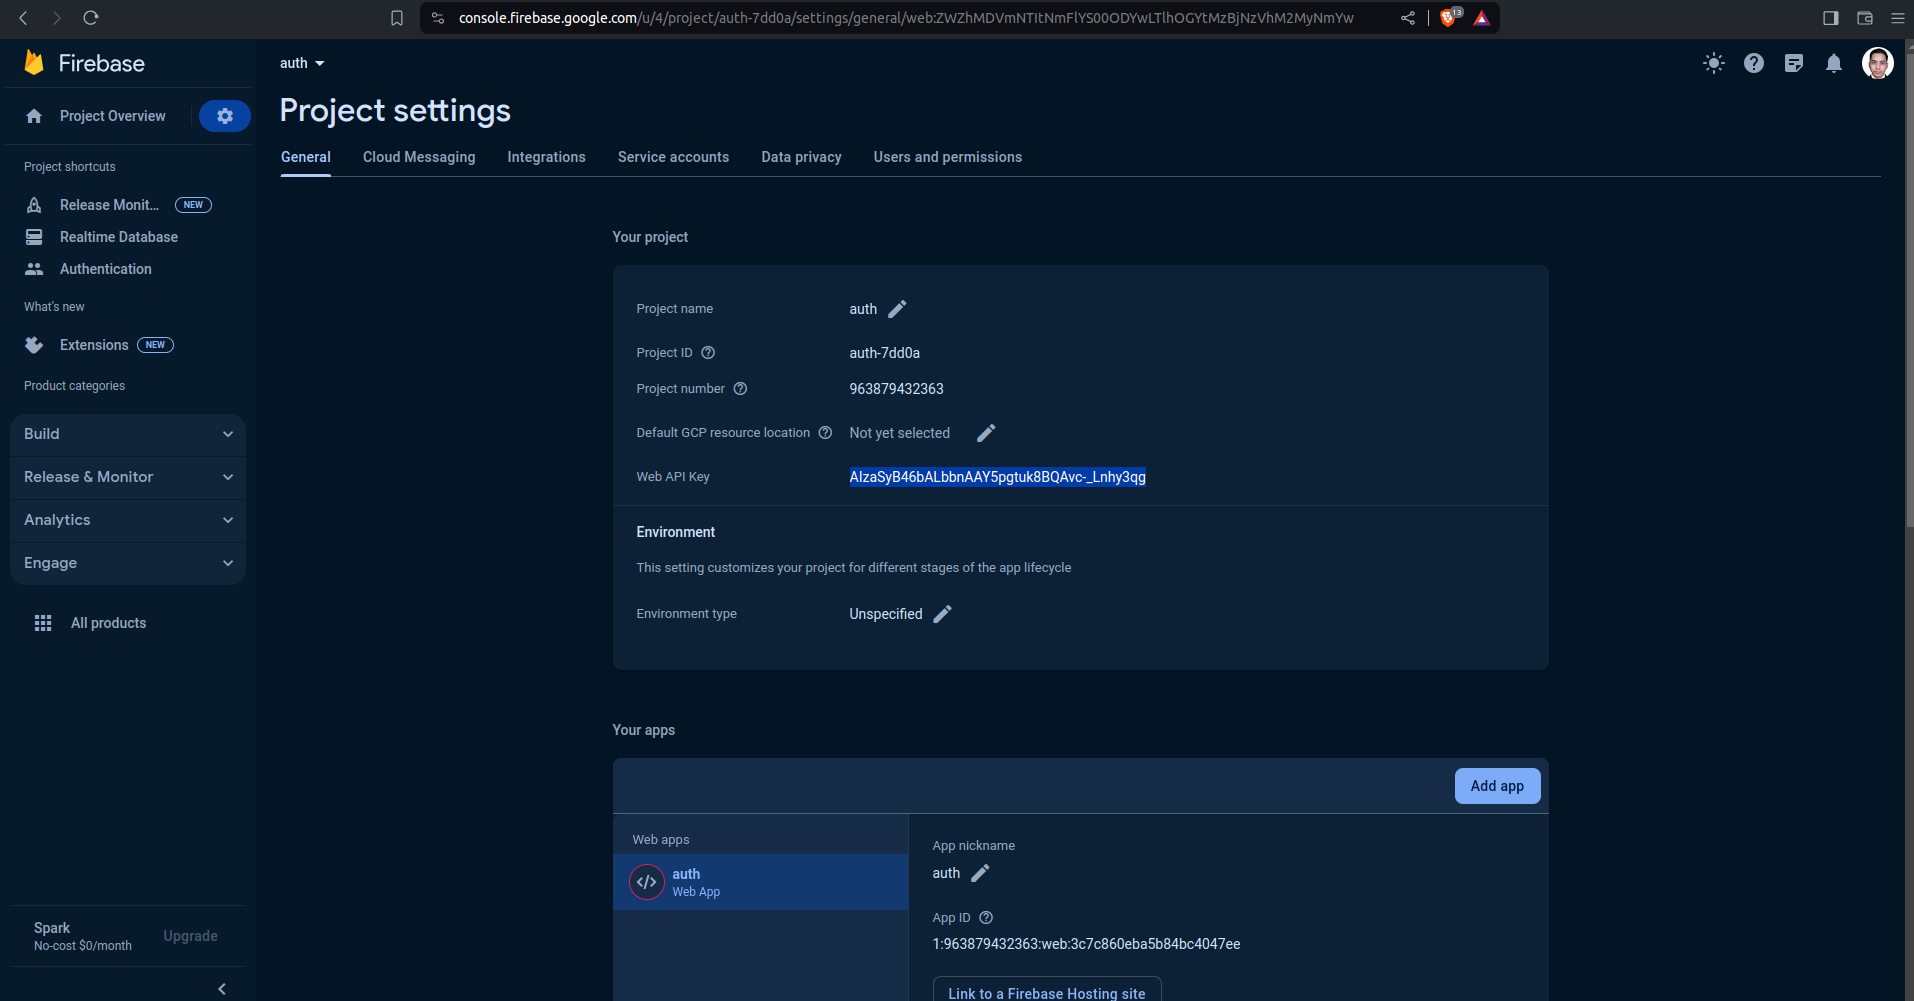 console.firebase.google.com/u/4/project/auth-7dd0a/settings/general/web:ZWZhMDVmNTItNmFlYS00ODYwLTlhOGYtMzBjNzVhM2MyNmYw
13
Firebase
auth
Project Overview
Project settings
General Cloud Messaging Integrations Service accounts Data privacy Users and permissions
Project shortcuts
Release Monit... NEW
Realtime Database
Authentication
What's new
Extensions NEW
Product categories
Build
Release & Monitor
Analytics
Engage
All products
Spark
No-cost $0/month
Upgrade
Your project
Project name auth
Project ID auth-7dd0a
Project number 963879432363
Default GCP resource location Not yet selected
Web API Key AIzaSyB46bALbbnAAY5pgtuk8BQAvc-_Lnhy3qg
Environment
This setting customizes your project for different stages of the app lifecycle
Environment type Unspecified
Your apps
Add app
Web apps
auth
Web App
App nickname
auth
App ID
1:963879432363:web:3c7c860eba5b84bc4047ee
Link to a Firebase Hosting site